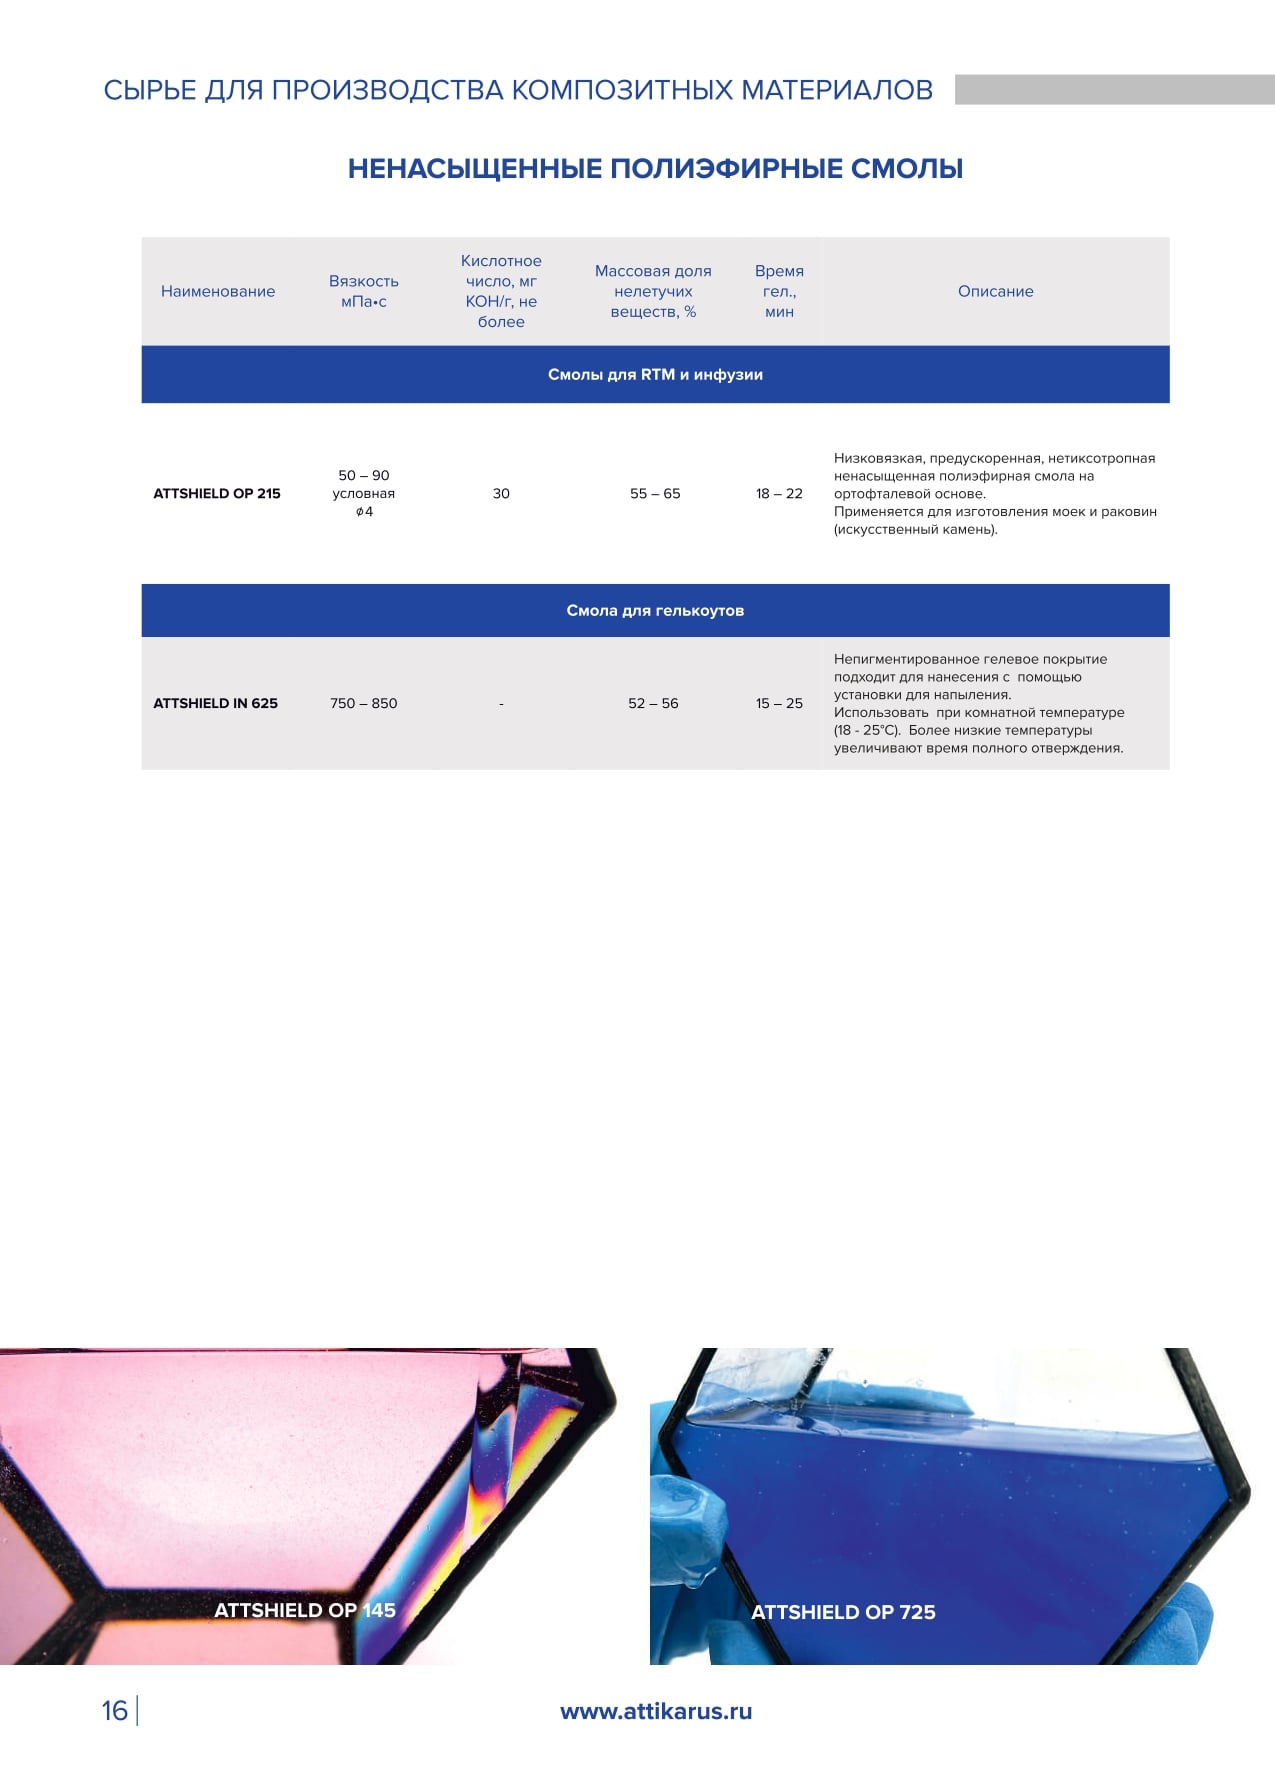 СЫРЬЕ ДЛЯ ПРОИЗВОДСТВА КОМПОЗИТНЫХ МАТЕРИАЛОВ
НЕНАСЫЩЕННЫЕ ПОЛИЭФИРНЫЕ СМОЛЫ
Наименование
Вязкость
мПа•с
Кислотное
число, мг
КОН/г, не
более
Массовая доля
нелетучих
веществ, %
Время
гел.,
мин
Описание
Смолы для RTM и инфузии
ATTSHIELD OP 215
50 – 90
условная
⌀4
30
55 – 65
18 – 22
Низковязкая, предускоренная, нетиксотропная
ненасыщенная полиэфирная смола на
ортофталевой основе.
Применяется для изготовления моек и раковин
(искусственный камень).
Смола для гелькоутов
ATTSHIELD IN 625
750 – 850
-
52 – 56
15 – 25
Непигментированное гелевое покрытие
подходит для нанесения с  помощью
установки для напыления.
Использовать  при комнатной температуре
(18 - 25°C).  Более низкие температуры
увеличивают время полного отверждения.
ATTSHIELD OP 145
ATTSHIELD OP 725
16
www.attikarus.ru